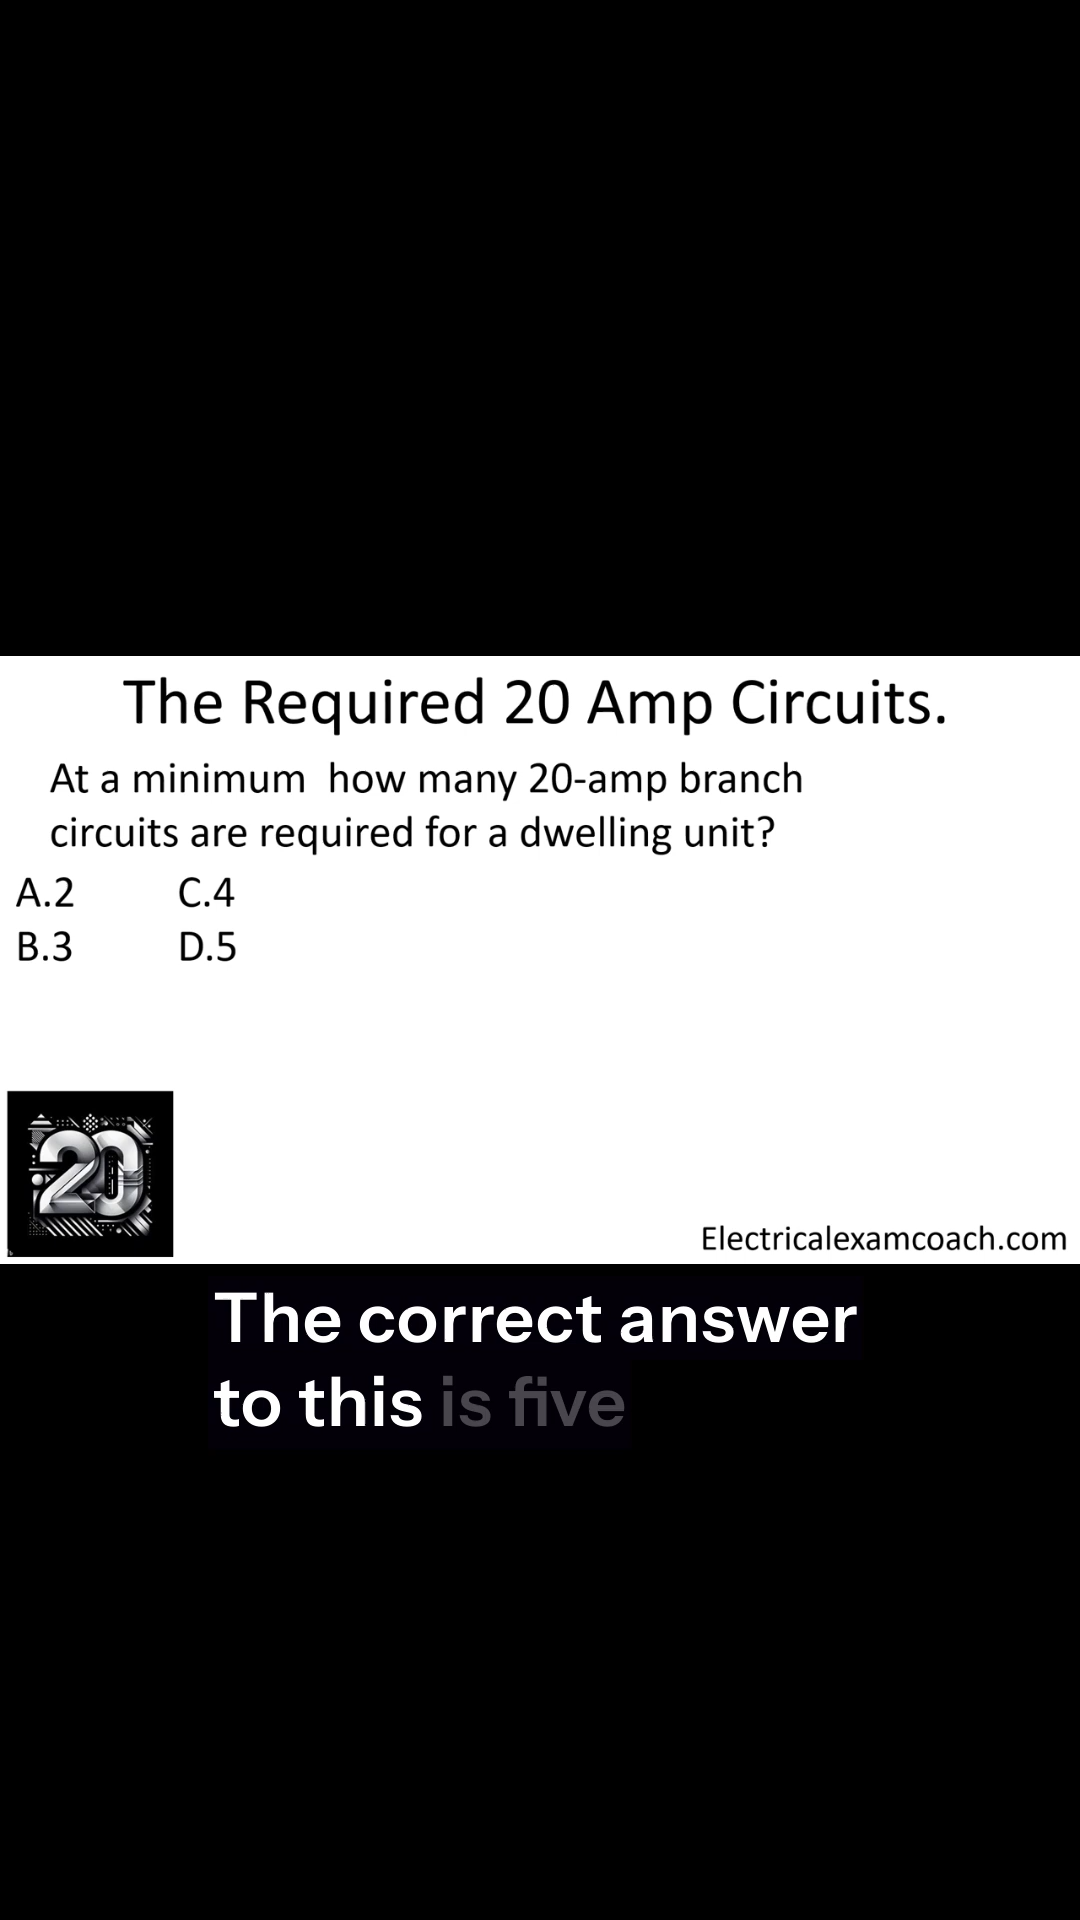 The Required 20 Amp Circuits.
At a minimum  how many 20-amp branch
circuits are required for a dwelling unit?
A.2 C.4
B.3 D.5
20
Electricalexamcoach.com
The correct answer
to this is five